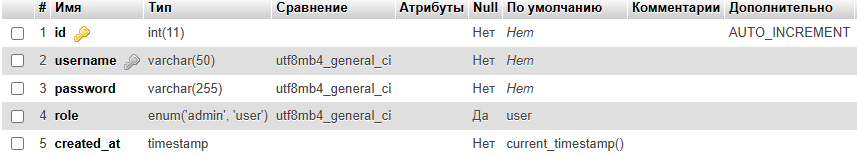 # Имя Тип Сравнение Атрибуты Null По умолчанию Комментарии Дополнительно
1 id int(11) Нет Нет AUTO_INCREMENT
2 username varchar(50) utf8mb4_general_ci Нет Нет
3 password varchar(255) utf8mb4_general_ci Нет Нет
4 role enum('admin', 'user') utf8mb4_general_ci Да user
5 created_at timestamp Нет current_timestamp()